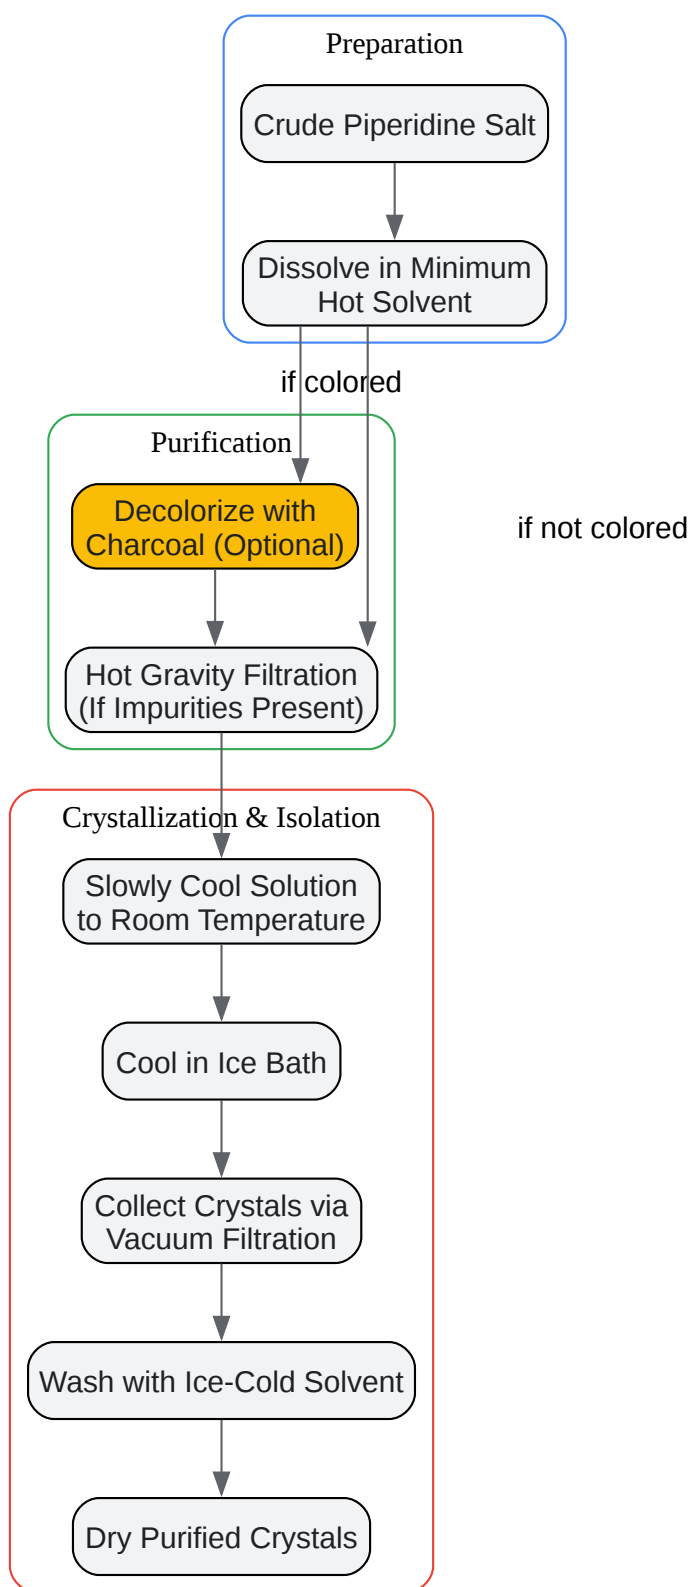 Preparation
Crude Piperidine Salt
Dissolve in Minimum
Hot Solvent
if colored
Purification
Decolorize with
Charcoal (Optional)
if not colored
Hot Gravity Filtration
(If Impurities Present)
Crystallization & Isolation
Slowly Cool Solution
to Room Temperature
Cool in Ice Bath
Collect Crystals via
Vacuum Filtration
Wash with Ice-Cold Solvent
Dry Purified Crystals